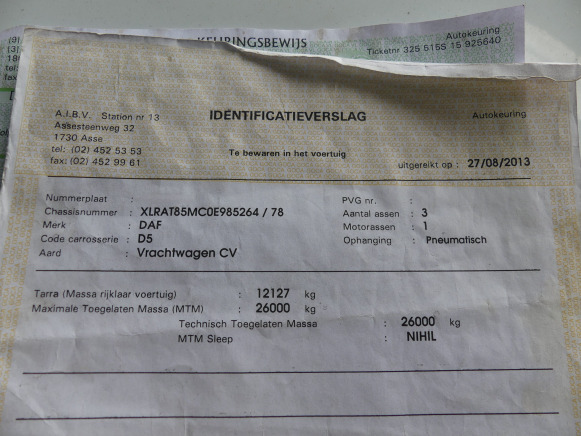 KEURINGSBEWIJS
Autokeuring
Ticketnr 325 5155 15 925640
A.I.B.V. Station nr 13
Assesteenweg 32
1730 Asse
tel: (02) 452 53 53
fax: (02) 452 99 61
IDENTIFICATIEVERSLAG
Te bewaren in het voertuig
Autokeuring
uitgereikt op : 27/08/2013
Nummerplaat :
Chassisnummer : XLRAT85MC0E985264 / 78
Merk : DAF
Code carrosserie : D5
Aard : Vrachtwagen CV
PVG nr. :
Aantal assen : 3
Motorassen : 1
Ophanging : Pneumatisch
Tarra (Massa rijklaar voertuig) : 12127 kg
Maximale Toegelaten Massa (MTM) : 26000 kg
Technisch Toegelaten Massa : 26000 kg
MTM Sleep : NIHIL